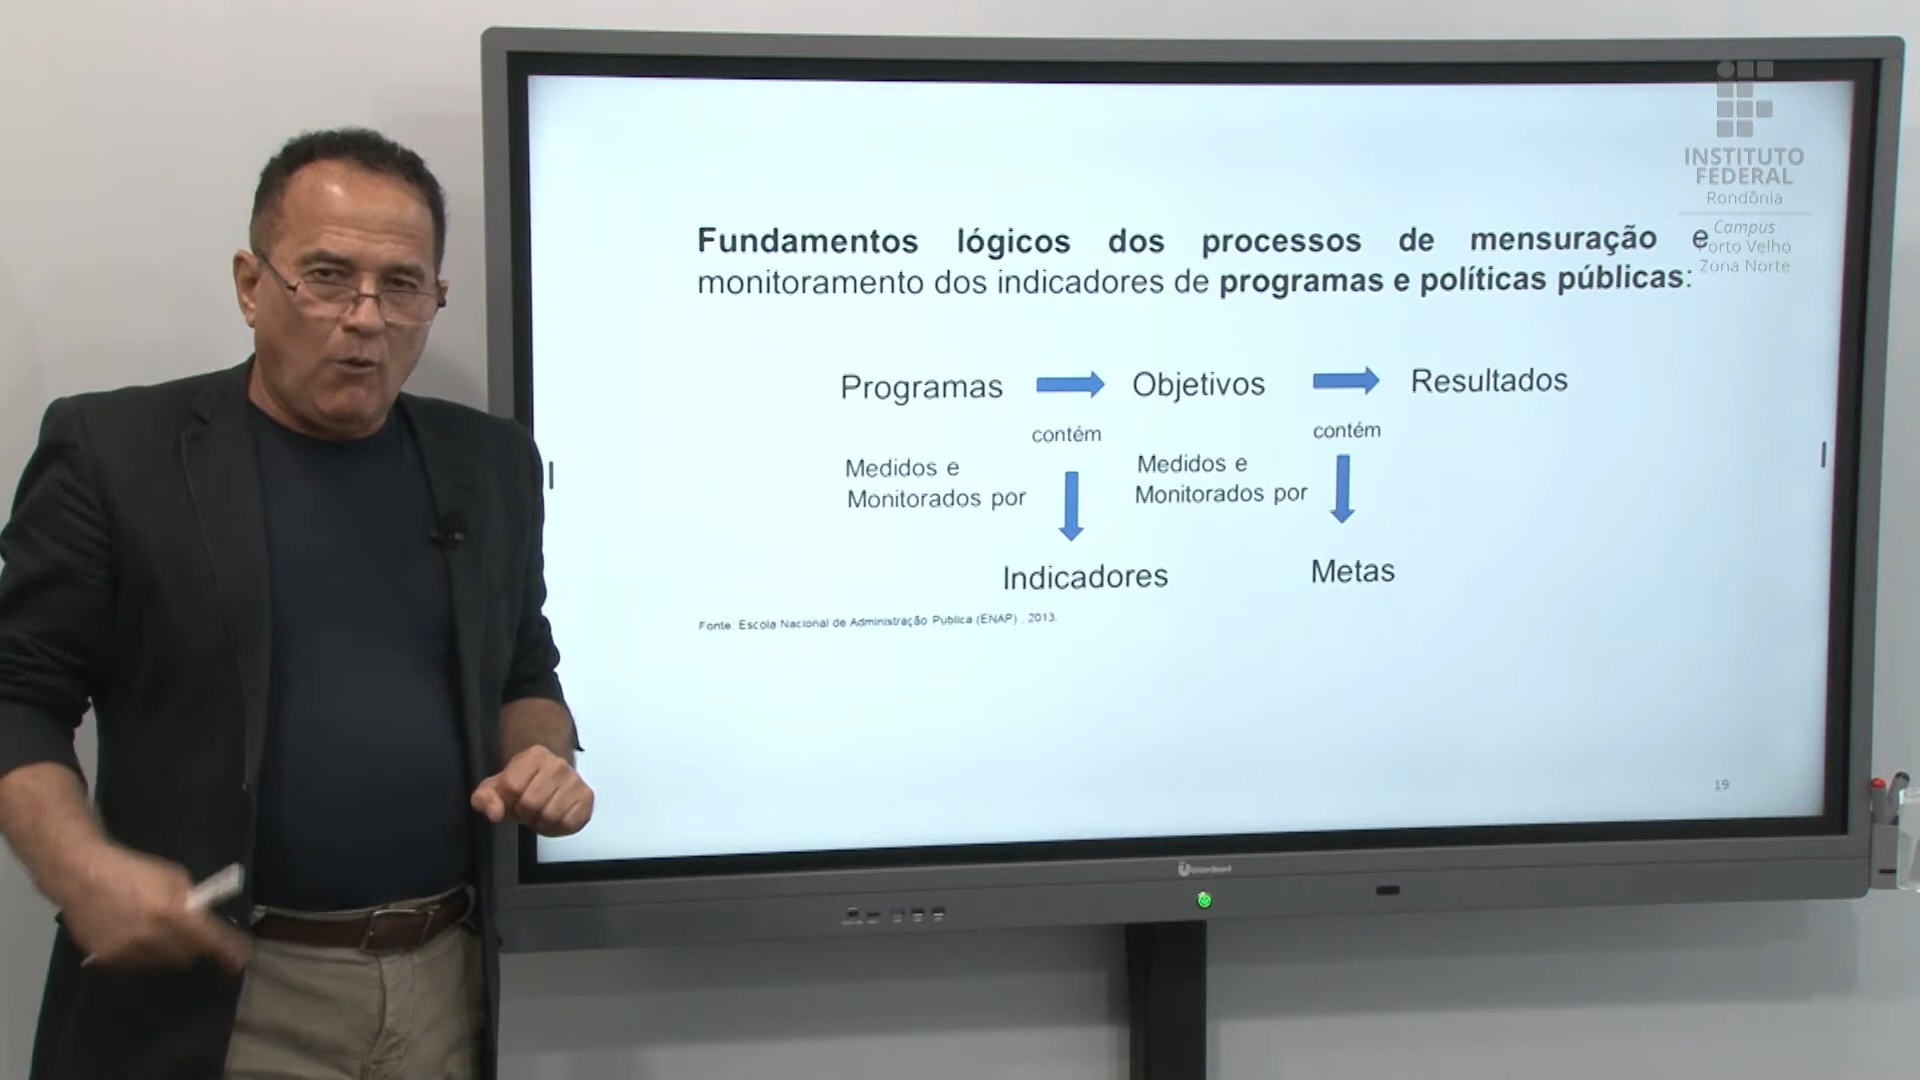 INSTITUTO
FEDERAL
Rondônia
Campus
Porto Velho
Zona Norte
Fundamentos lógicos dos processos de mensuração e
monitoramento dos indicadores de programas e políticas públicas:
Programas Objetivos Resultados
contém contém
Medidos e Medidos e
Monitorados por Monitorados por
Indicadores Metas
Fonte: Escola Nacional de Administração Pública (ENAP) , 2013.
19